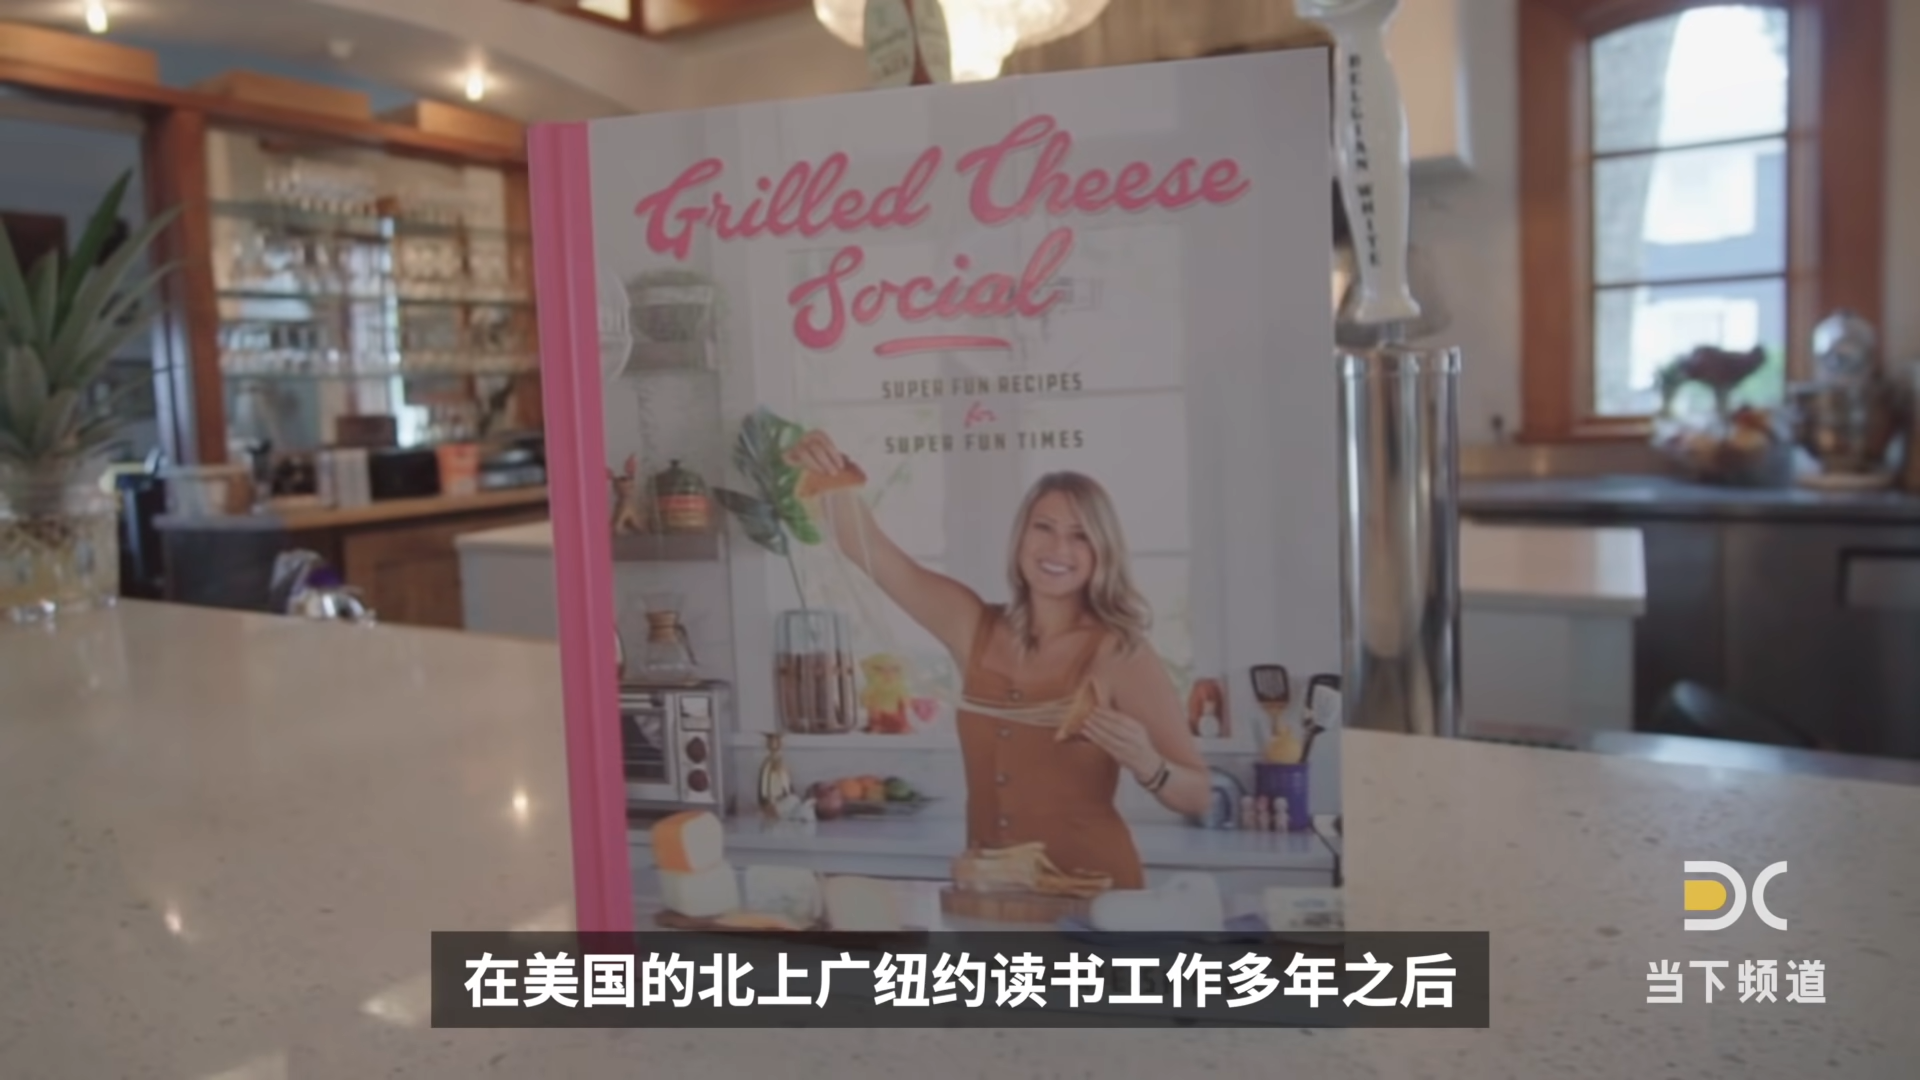 Grilled Cheese
Social
SUPER FUN RECIPES
for
SUPER FUN TIMES
BELGIAN WHITE
在美国的北上广纽约读书工作多年之后
DC
当下频道